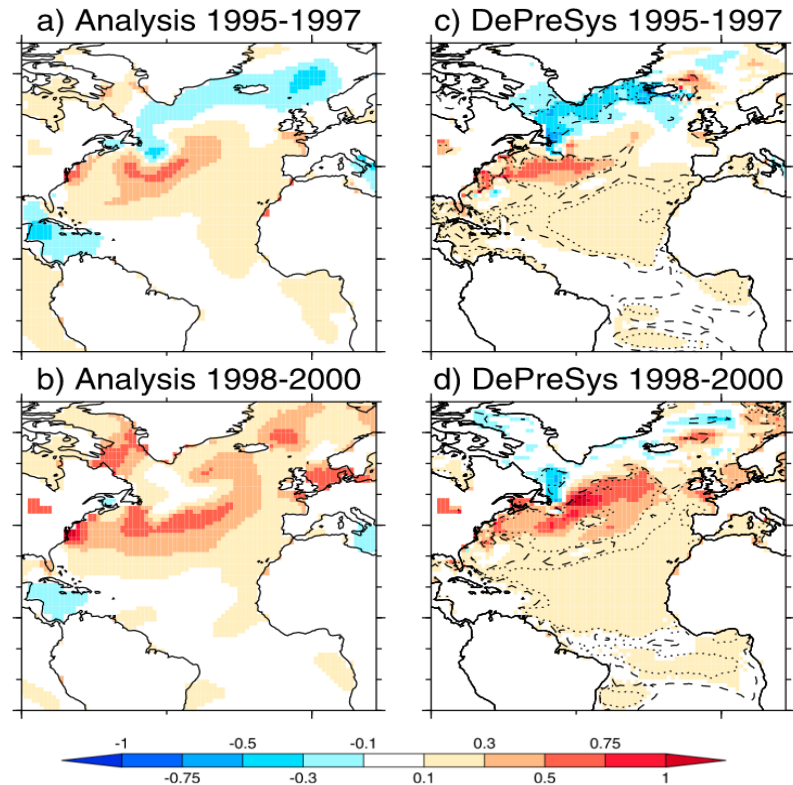 a) Analysis 1995-1997
c) DePreSys 1995-1997
b) Analysis 1998-2000
d) DePreSys 1998-2000
-1 -0.5 -0.1 0.3 0.75
-0.75 -0.3 0.1 0.5 1